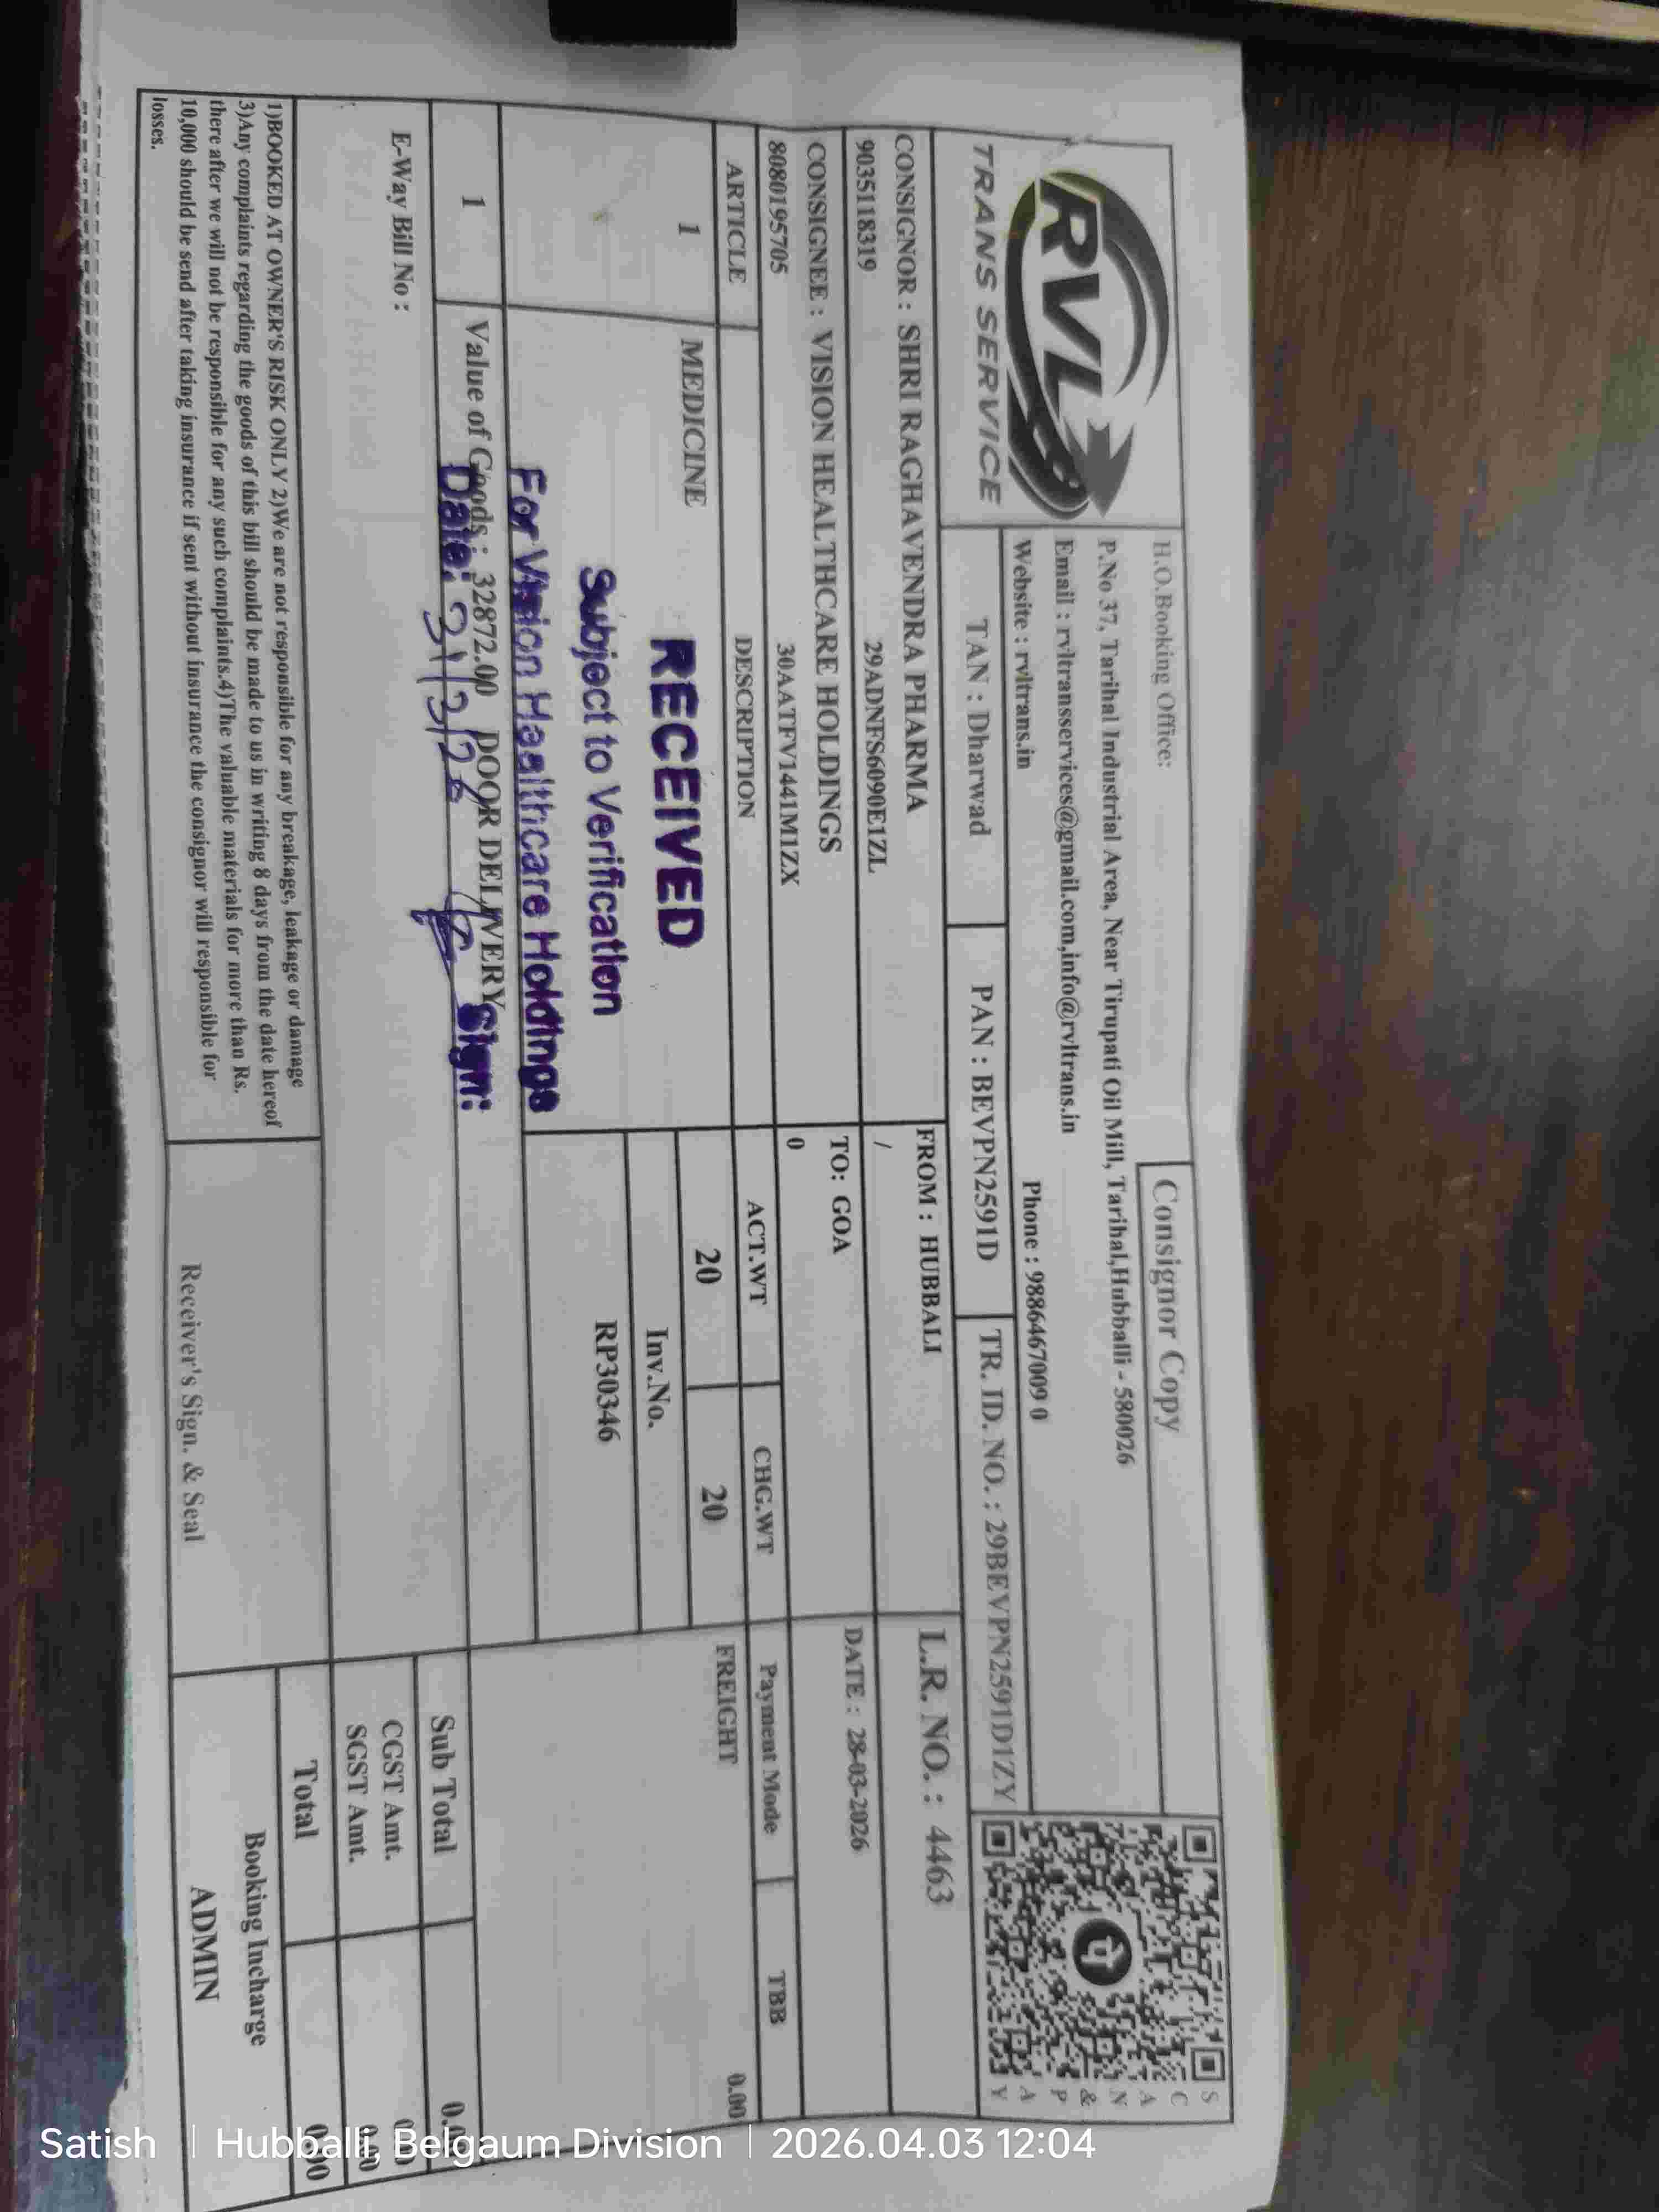 RVL
TRANS SERVICE
H.O.Booking Office:
Consignor Copy
P.No 37, Tarihal Industrial Area, Near Tirupati Oil Mill, Tarihal,Hubballi - 580026
Email : rvltransservices@gmail.com,info@rvltrans.in
Website : rvltrans.in
Phone : 9886467009 0
SCAN & PAY
TAN : Dharwad
PAN : BEVPN2591D
TR. ID. NO. : 29BEVPN2591D1ZY
CONSIGNOR : SHRI RAGHAVENDRA PHARMA
9035118319 29ADNFS6090E1ZL
FROM : HUBBALI
/
L.R. NO. : 4463
CONSIGNEE : VISION HEALTHCARE HOLDINGS
8080195705 30AATFV1441M1ZX
TO: GOA
0
DATE : 28-03-2026
ARTICLE DESCRIPTION ACT.WT CHG.WT Payment Mode TBB
1 MEDICINE 20 20 FREIGHT 0.00
RECEIVED
Subject to Verification
For Vision Healthcare Holdings
Date: 31/3/26 Sign:
Inv.No.
RP30346
1 Value of Goods : 32872.00 DOOR DELIVERY
E-Way Bill No :
Sub Total
CGST Amt.
SGST Amt.
Total
1)BOOKED AT OWNER'S RISK ONLY 2)We are not responsible for any breakage, leakage or damage
3)Any complaints regarding the goods of this bill should be made to us in writing 8 days from the date hereof
there after we will not be responsible for any such complaints.4)The valuable materials for more than Rs.
10,000 should be send after taking insurance if sent without insurance the consignor will responsible for
losses.
Receiver's Sign. & Seal
Booking Incharge
ADMIN
Satish | Hubballi, Belgaum Division | 2026.04.03 12:04